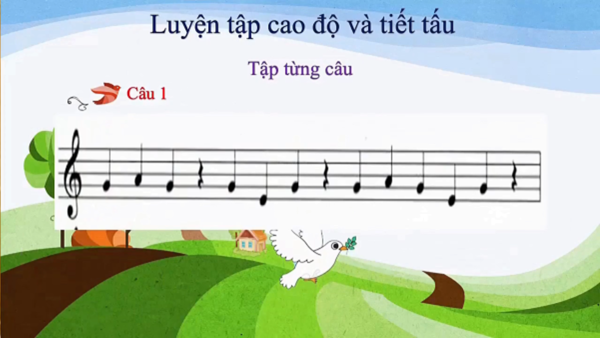 Luyện tập cao độ và tiết tấu
Tập từng câu
Câu 1